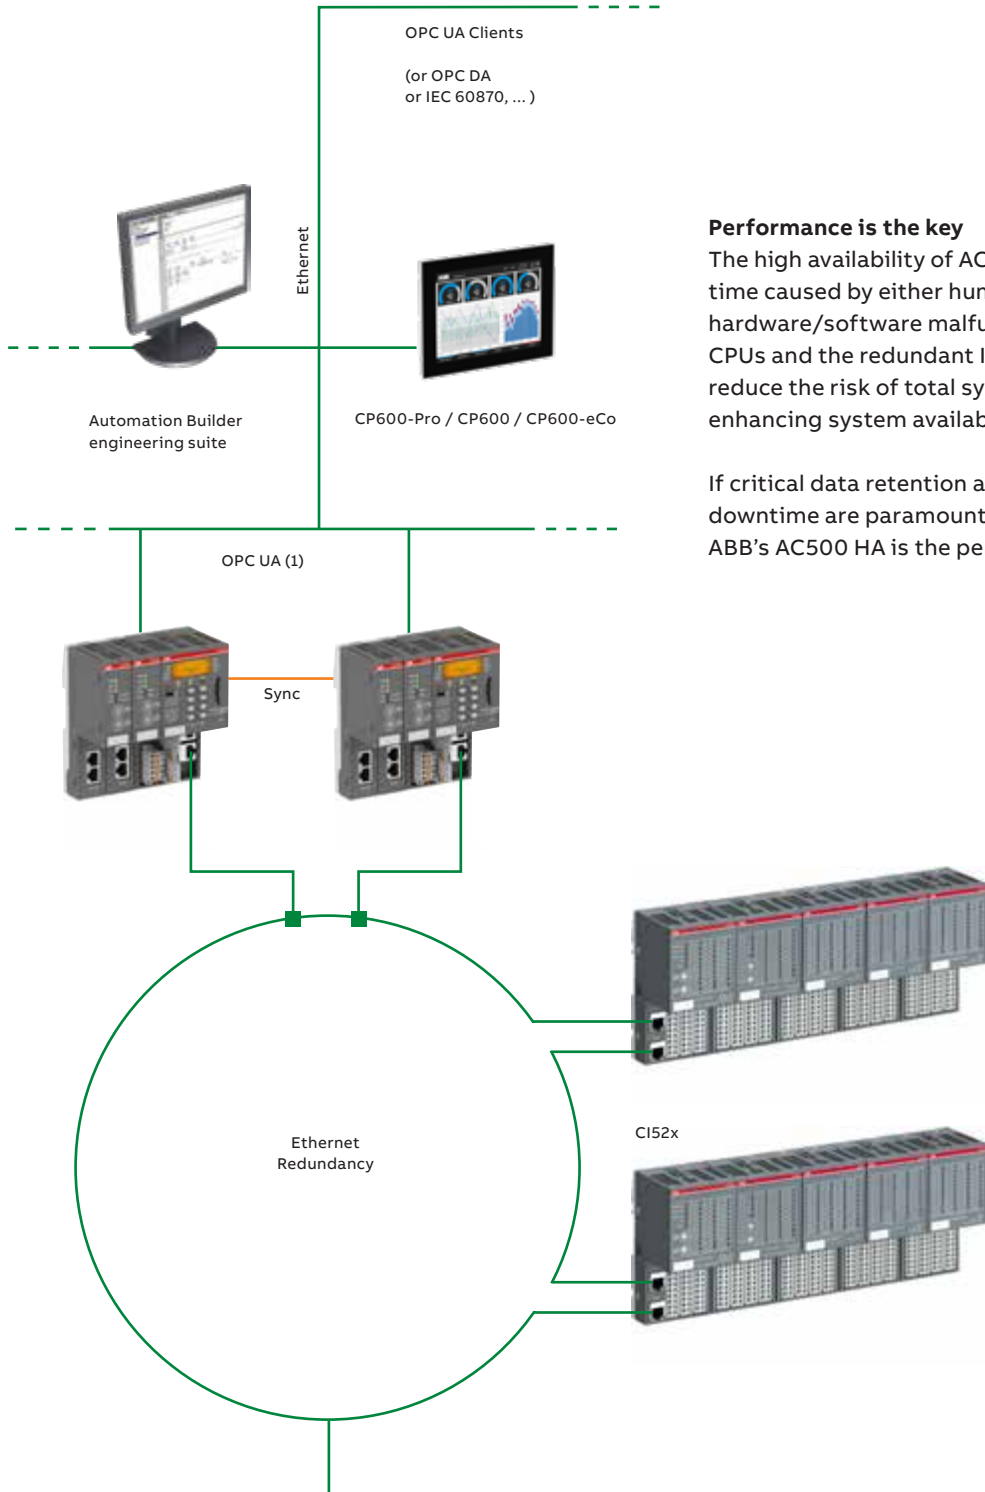 OPC UA Clients
(or OPC DA
or IEC 60870, ... )
Ethernet
Automation Builder
engineering suite
CP600-Pro / CP600 / CP600-eCo
Performance is the key
The high availability of AC
time caused by either hum
hardware/software malfu
CPUs and the redundant I
reduce the risk of total sy
enhancing system availab
If critical data retention a
downtime are paramount
ABB's AC500 HA is the pe
OPC UA (1)
Sync
Ethernet
Redundancy
CI52x